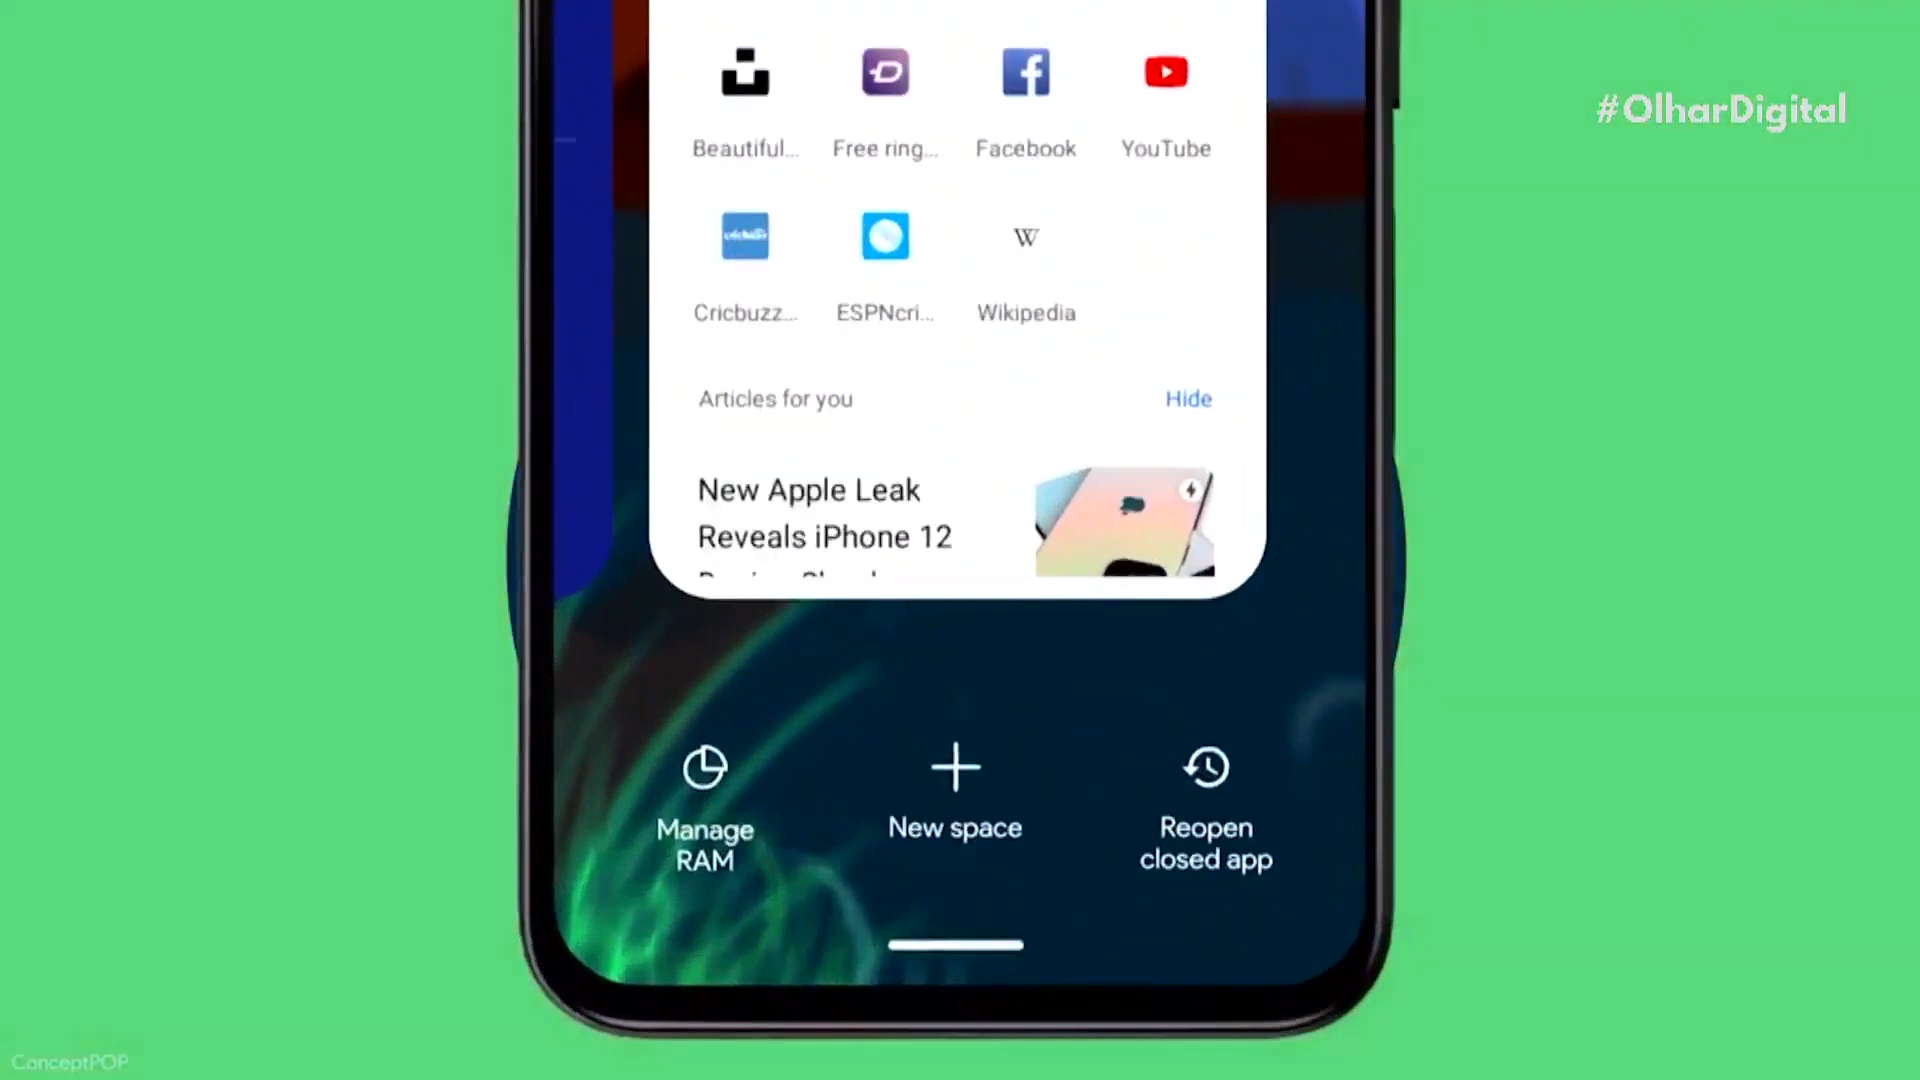 #OlharDigital
Beautiful... Free ring... Facebook YouTube
Cricbuzz... ESPNcri... Wikipedia
Articles for you Hide
New Apple Leak
Reveals iPhone 12
Manage
RAM
New space
Reopen
closed app
ConceptPOP